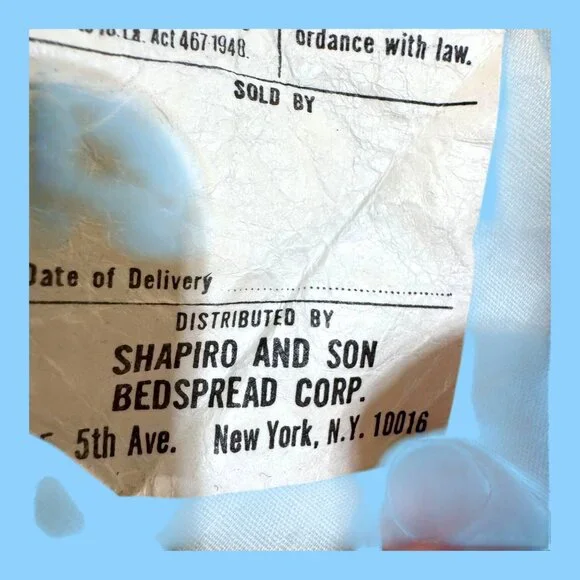 Act 467-1948.
ordance with law.
SOLD BY
Date of Delivery
DISTRIBUTED BY
SHAPIRO AND SON
BEDSPREAD CORP.
5th Ave. New York, N.Y. 10016